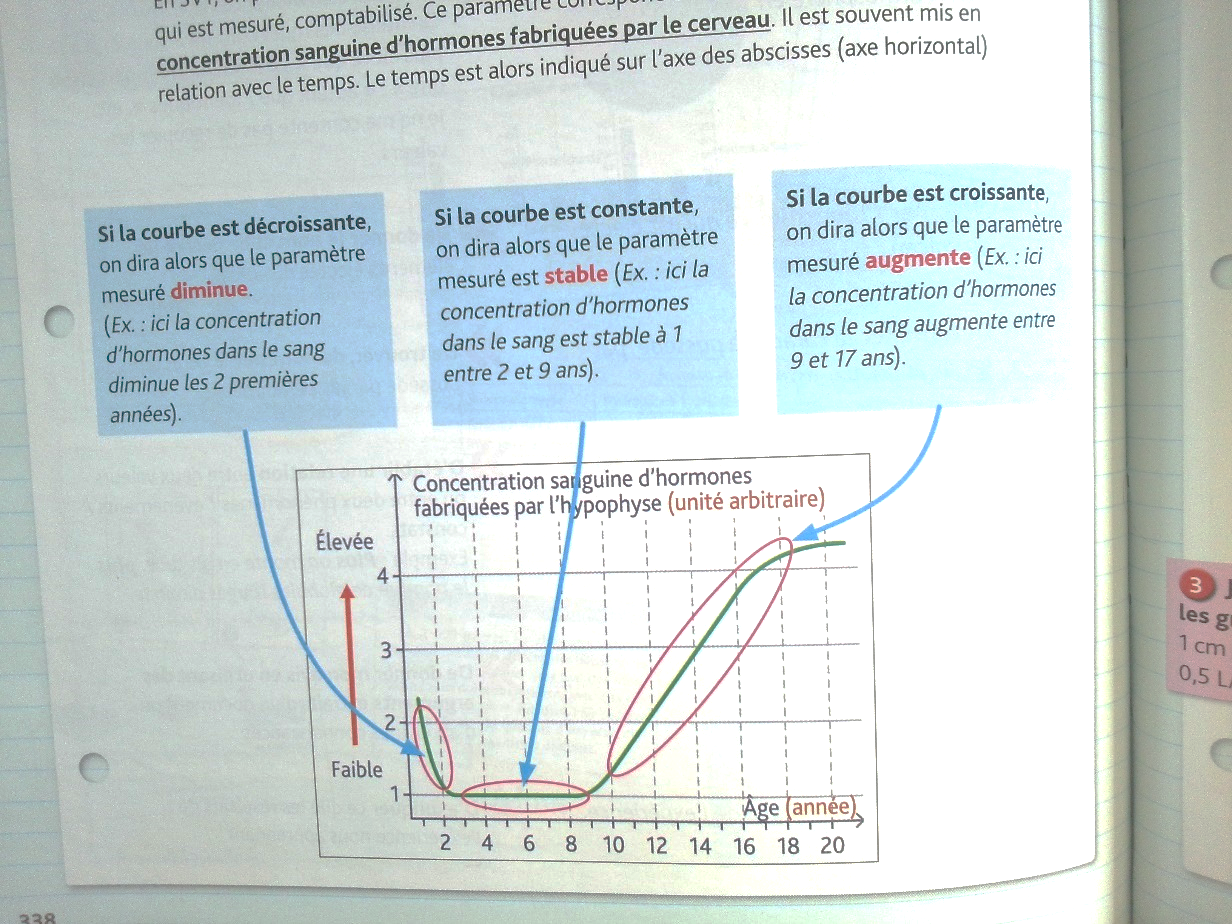 qui est mesuré, comptabilisé. Ce paramètre
concentration sanguine d'hormones fabriquées par le cerveau. Il est souvent mis en
relation avec le temps. Le temps est alors indiqué sur l'axe des abscisses (axe horizontal)
Si la courbe est décroissante,
on dira alors que le paramètre
mesuré diminue.
(Ex. : ici la concentration
d'hormones dans le sang
diminue les 2 premières
années).
Si la courbe est constante,
on dira alors que le paramètre
mesuré est stable (Ex. : ici la
concentration d'hormones
dans le sang est stable à 1
entre 2 et 9 ans).
Si la courbe est croissante,
on dira alors que le paramètre
mesuré augmente (Ex. : ici
la concentration d'hormones
dans le sang augmente entre
9 et 17 ans).
Concentration sanguine d'hormones
fabriquées par l'hypophyse (unité arbitraire)
Élevée
4
3
2
Faible
1
Âge (année)
2 4 6 8 10 12 14 16 18 20
3
les
1 cm
0,5
338